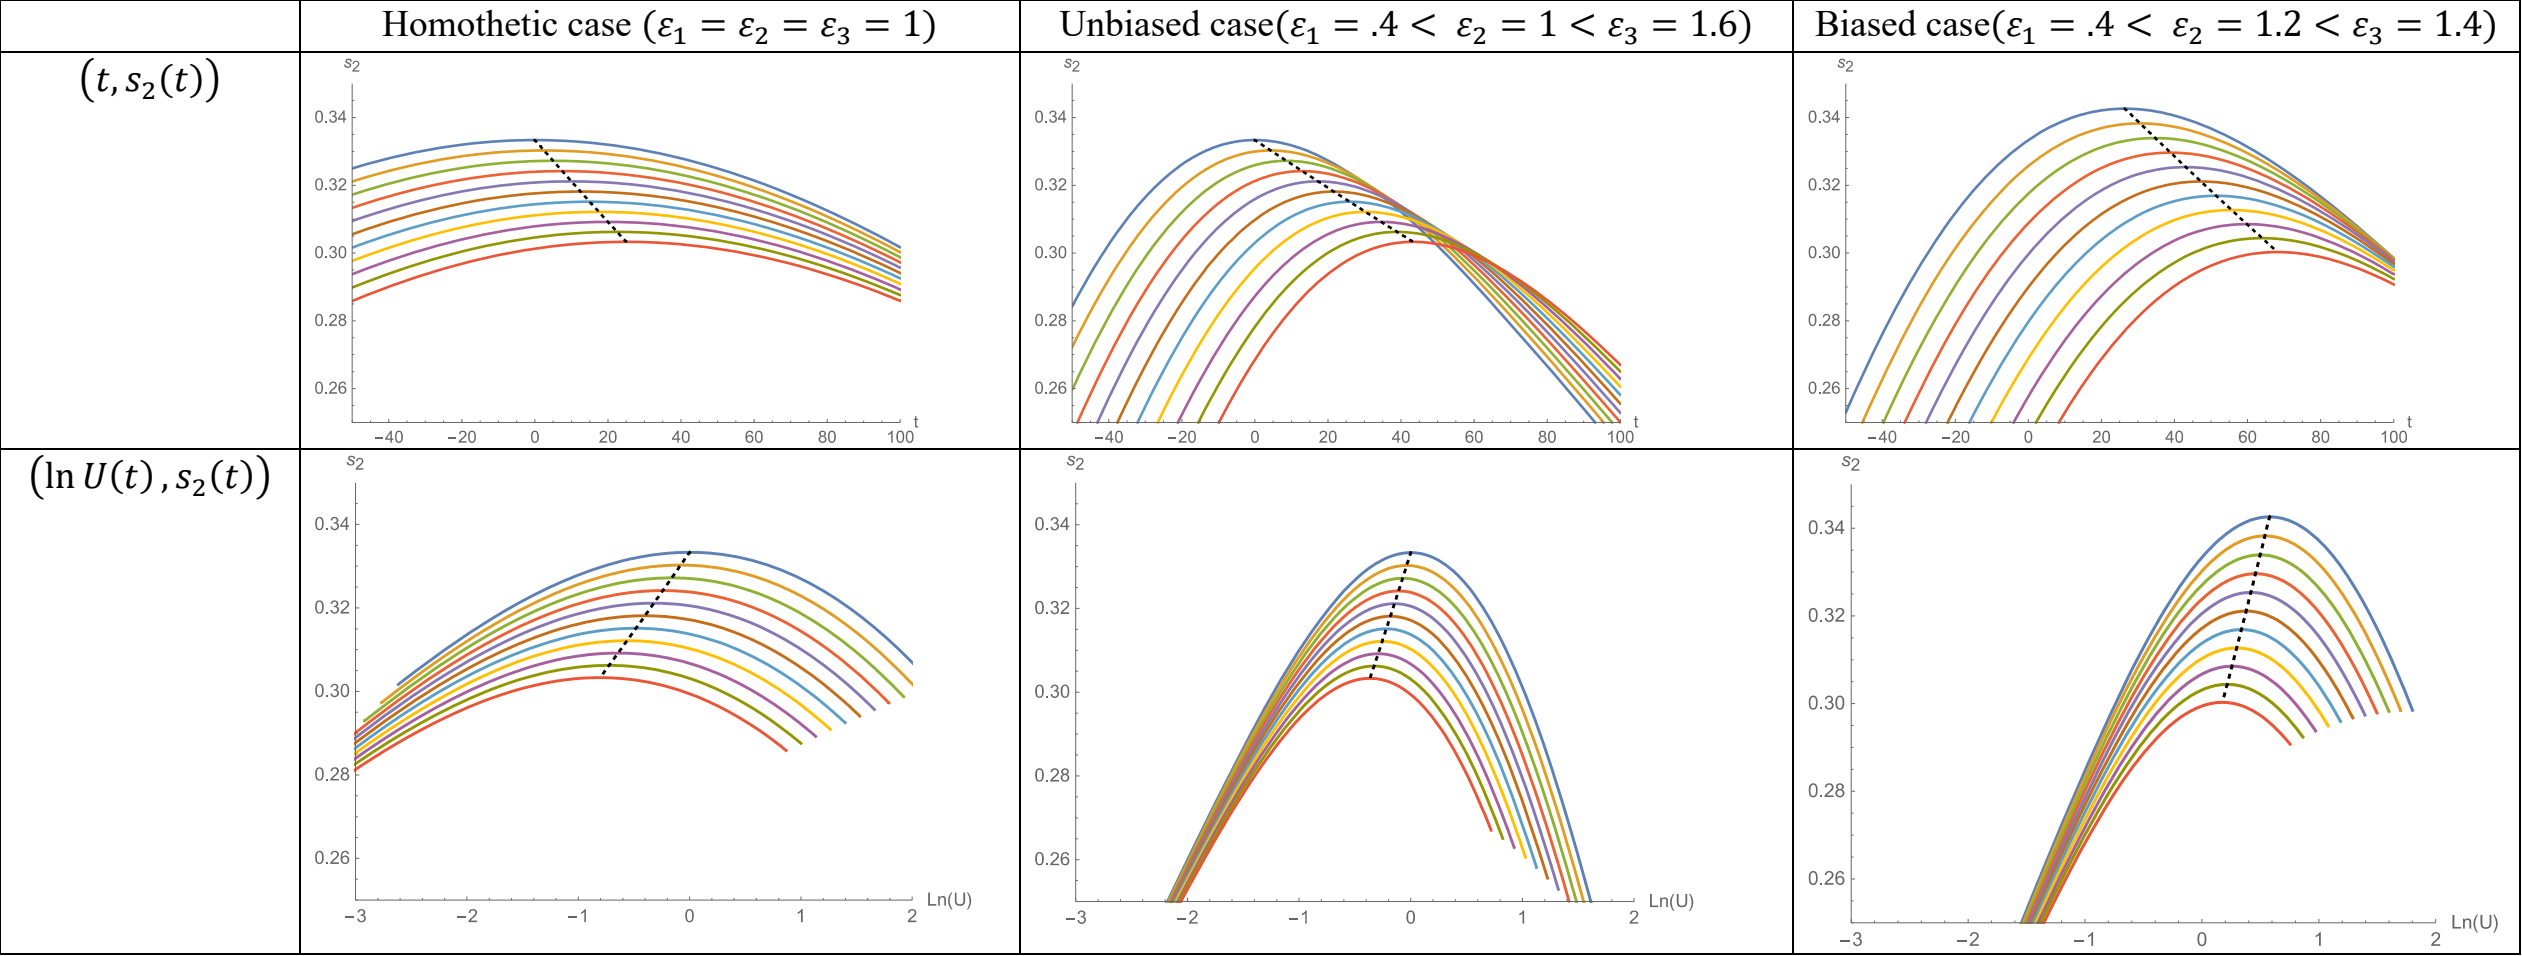 Homothetic case (ε₁ = ε₂ = ε₃ = 1)
Unbiased case(ε₁ = .4 < ε₂ = 1 < ε₃ = 1.6)
Biased case(ε₁ = .4 < ε₂ = 1.2 < ε₃ = 1.4)
(t, s₂(t))
s₂
0.34
0.32
0.30
0.28
0.26
−40 −20 0 20 40 60 80 100 t
s₂
0.34
0.32
0.30
0.28
0.26
−40 −20 0 20 40 60 80 100 t
s₂
0.34
0.32
0.30
0.28
0.26
−40 −20 0 20 40 60 80 100 t
(ln U(t), s₂(t))
s₂
0.34
0.32
0.30
0.28
0.26
−3 −2 −1 0 1 2 Ln(U)
s₂
0.34
0.32
0.30
0.28
0.26
−3 −1 0 1 2 Ln(U)
s₂
0.34
0.32
0.30
0.28
0.26
−3 −2 −1 0 1 2 Ln(U)